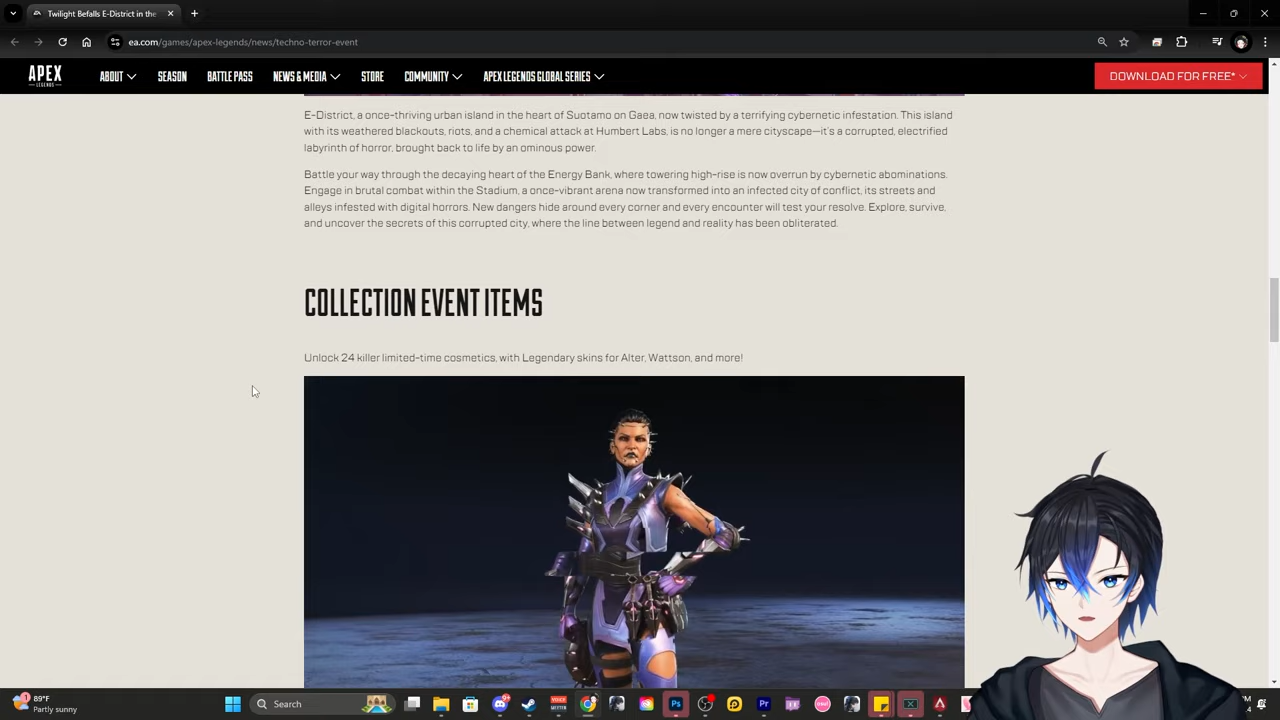 Twilight Befalls E-District in the
ea.com/games/apex-legends/news/techno-terror-event
APEX
LEGENDS
ABOUT
SEASON
BATTLE PASS
NEWS & MEDIA
STORE
COMMUNITY
APEX LEGENDS GLOBAL SERIES
DOWNLOAD FOR FREE*
E-District, a once-thriving urban island in the heart of Suotamo on Gaea, now twisted by a terrifying cybernetic infestation. This island
with its weathered blackouts, riots, and a chemical attack at Humbert Labs, is no longer a mere cityscape—it's a corrupted, electrified
labyrinth of horror, brought back to life by an ominous power.
Battle your way through the decaying heart of the Energy Bank, where towering high-rise is now overrun by cybernetic abominations.
Engage in brutal combat within the Stadium, a once-vibrant arena now transformed into an infected city of conflict, its streets and
alleys infested with digital horrors. New dangers hide around every corner and every encounter will test your resolve. Explore, survive,
and uncover the secrets of this corrupted city, where the line between legend and reality has been obliterated.
COLLECTION EVENT ITEMS
Unlock 24 killer limited-time cosmetics, with Legendary skins for Alter, Wattson, and more!
89°F
Partly sunny
Search